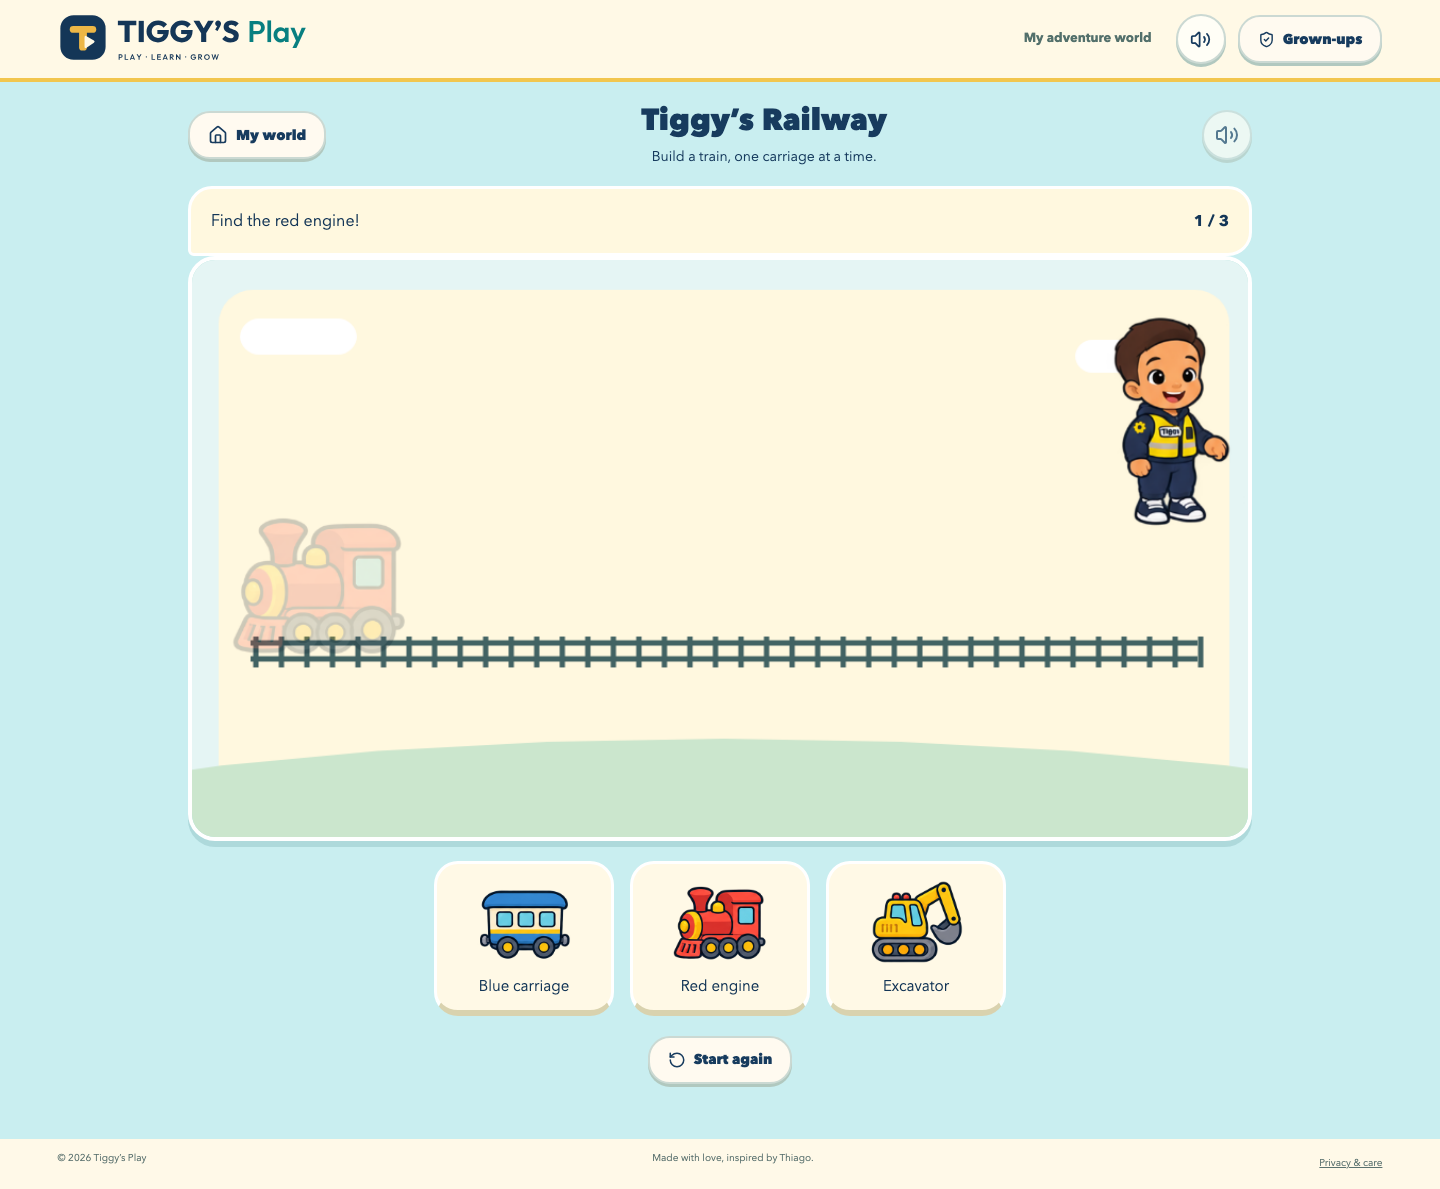 TIGGY’S Play
PLAY · LEARN · GROW
My adventure world
Grown-ups
My world
Tiggy’s Railway
Build a train, one carriage at a time.
Find the red engine!
1 / 3
Tiggy
Blue carriage
Red engine
Excavator
Start again
© 2026 Tiggy’s Play
Made with love, inspired by Thiago.
Privacy & care